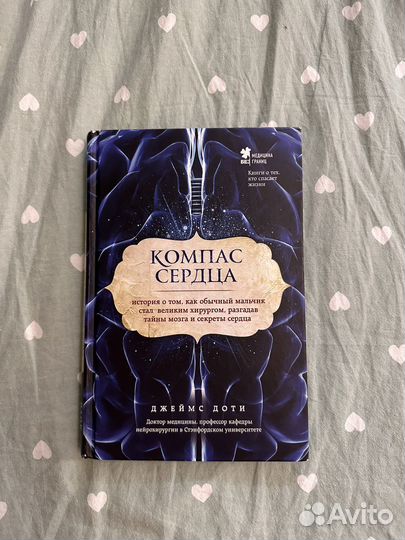 БЕЗ
МЕДИЦИНА
ГРАНИЦ
Книги о тех,
кто спасает
жизни
КОМПАС
СЕРДЦА
история о том, как обычный мальчик
стал великим хирургом, разгадав
тайны мозга и секреты сердца
ДЖЕЙМС ДОТИ
Доктор медицины, профессор кафедры
нейрохирургии в Стэнфордском университете
Avito